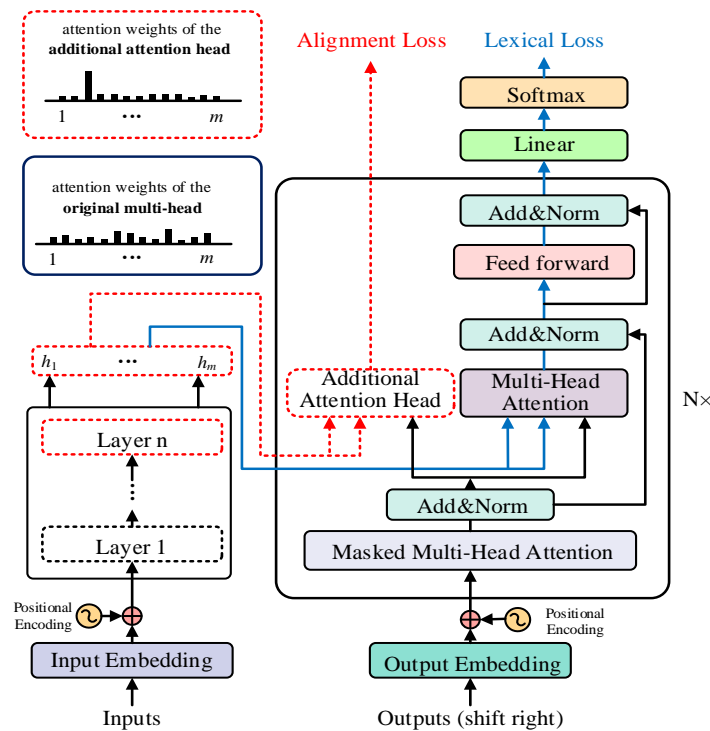 attention weights of the
additional attention head
1 ... m
attention weights of the
original multi-head
1 ... m
Alignment Loss
Lexical Loss
Softmax
Linear
Add&Norm
Feed forward
Add&Norm
Multi-Head
Attention
Additional
Attention Head
N×
Add&Norm
Masked Multi-Head Attention
Positional
Encoding
Output Embedding
Outputs (shift right)
h1 ... hm
Layer n
Layer 1
Positional
Encoding
Input Embedding
Inputs